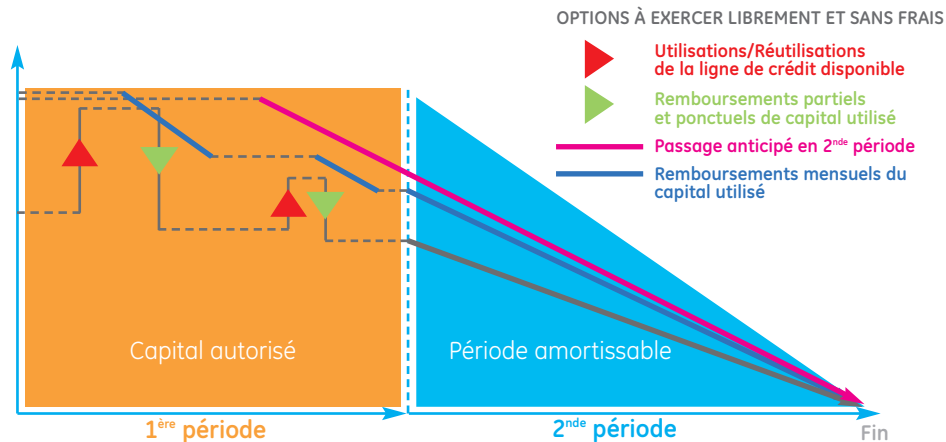 OPTIONS À EXERCER LIBREMENT ET SANS FRAIS
Utilisations/Réutilisations
de la ligne de crédit disponible
Remboursements partiels
et ponctuels de capital utilisé
Passage anticipé en 2nde période
Remboursements mensuels du
capital utilisé
Capital autorisé
Période amortissable
1ère période
2nde période
Fin